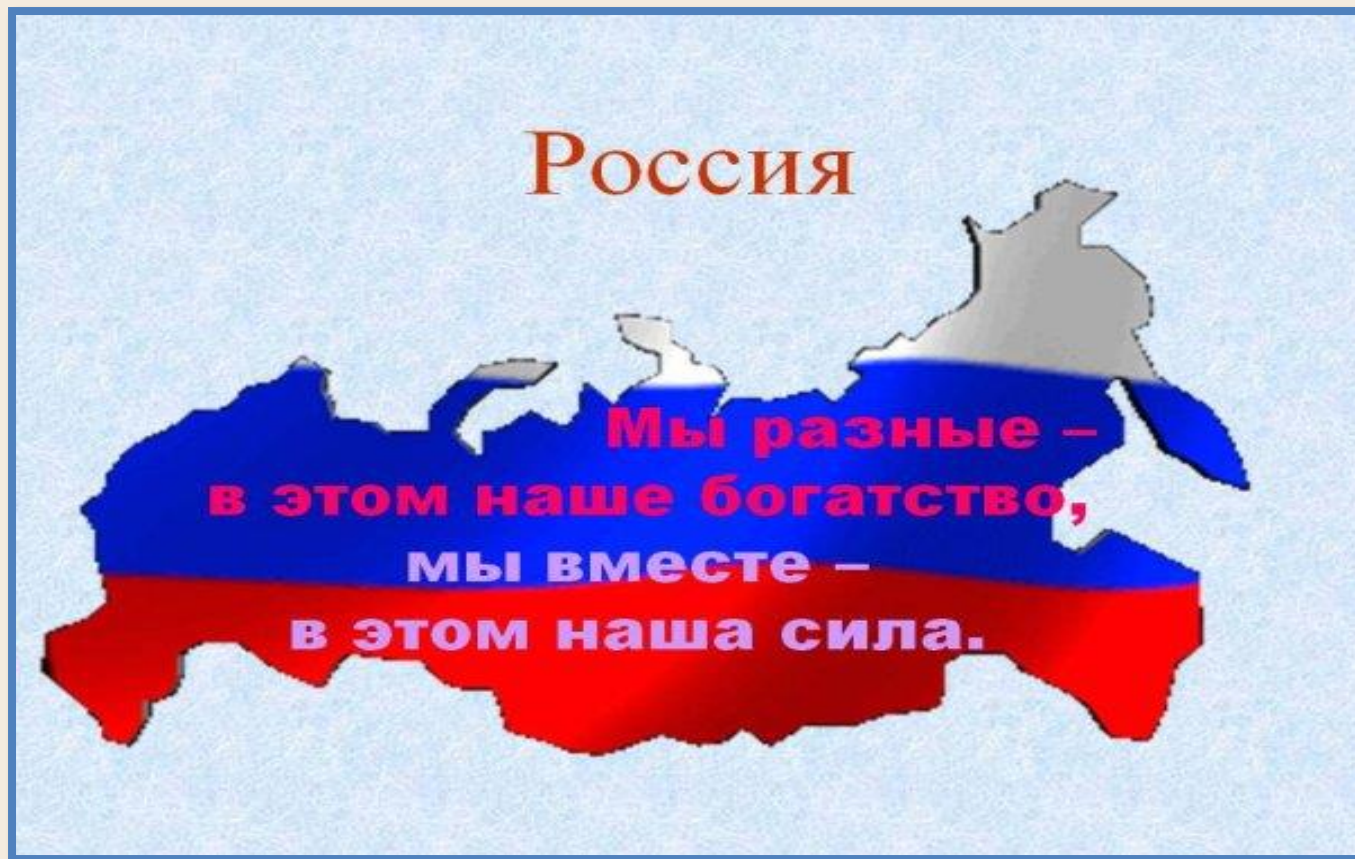 Россия
Мы разные –
в этом наше богатство,
мы вместе –
в этом наша сила.